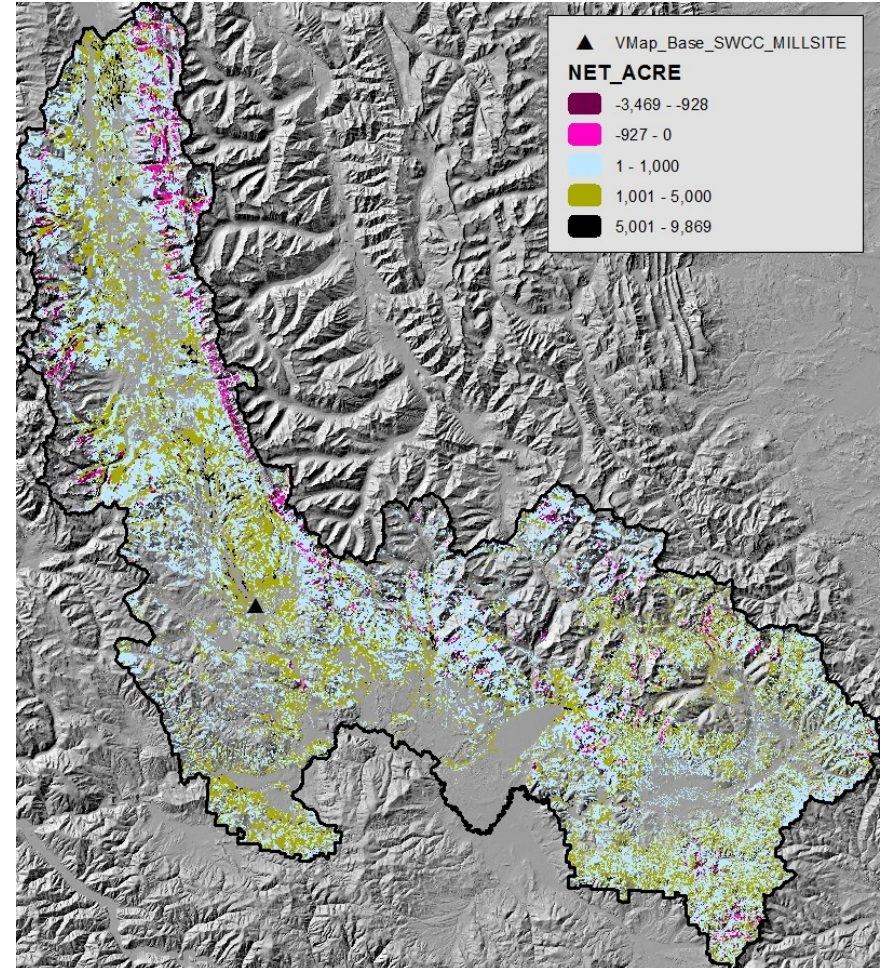 VMap_Base_SWCC_MILLSITE
NET_ACRE
-3,469 - -928
-927 - 0
1 - 1,000
1,001 - 5,000
5,001 - 9,869